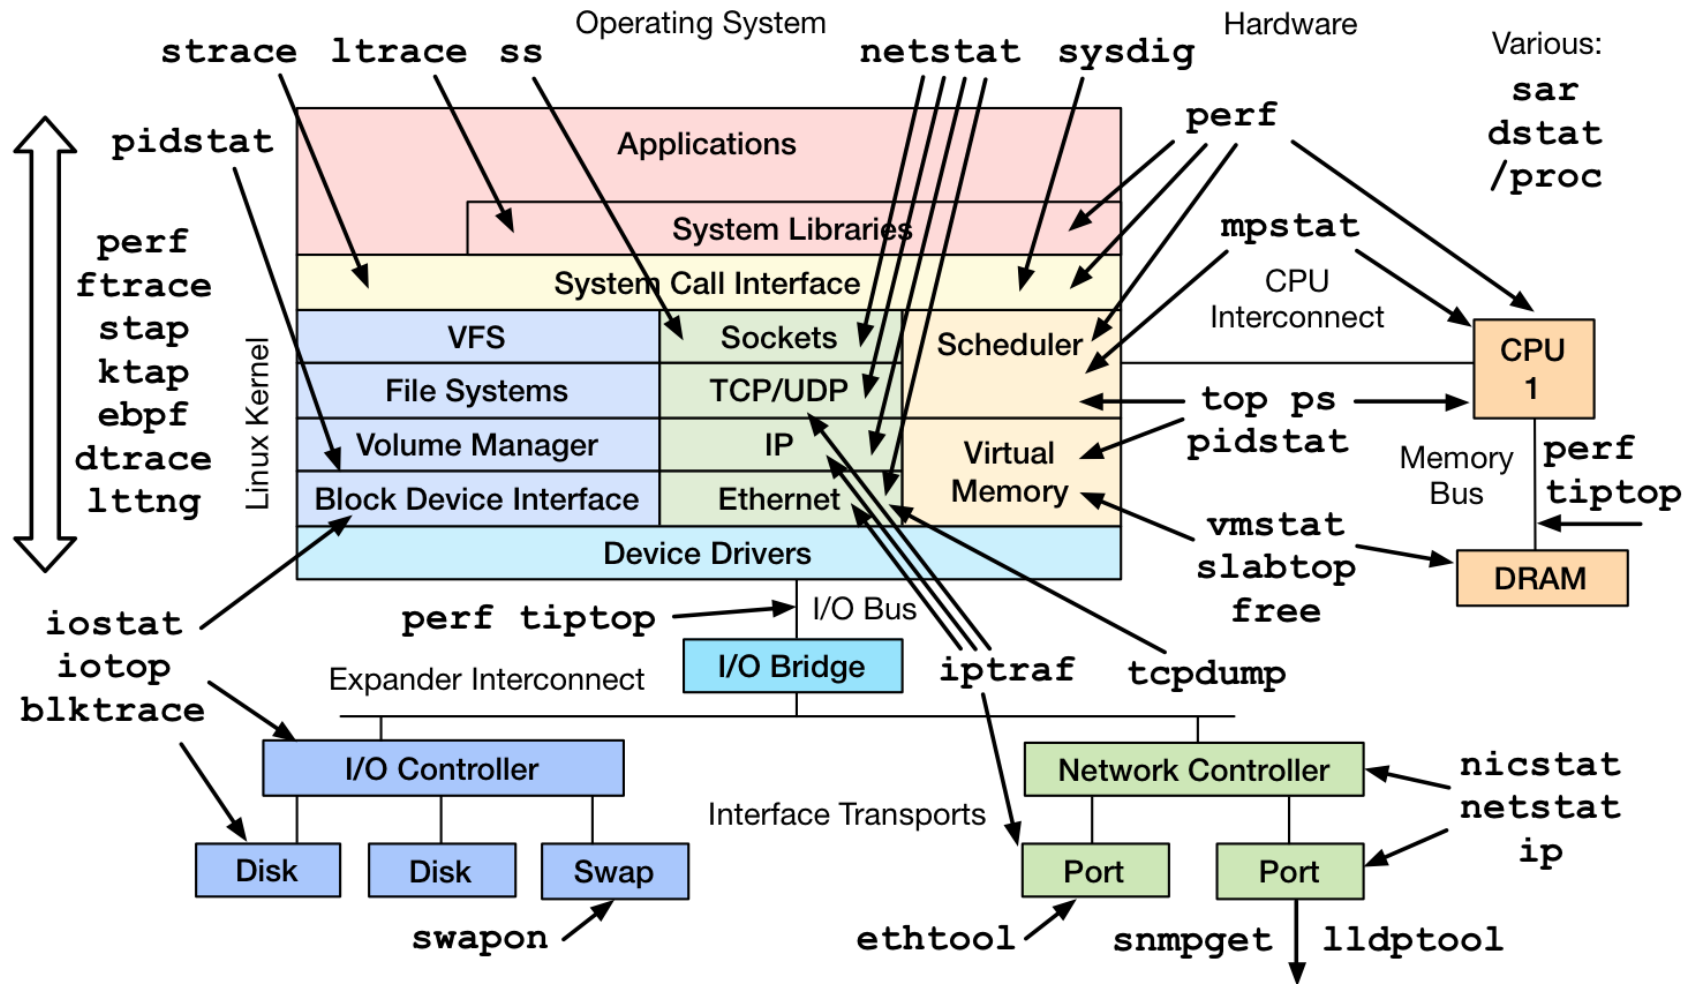 Operating System
Hardware
Various:
strace
ltrace
ss
netstat
sysdig
sar
dstat
/proc
perf
pidstat
Applications
System Libraries
System Call Interface
mpstat
CPU
Interconnect
perf
ftrace
stap
ktap
ebpf
dtrace
lttng
Linux Kernel
VFS
Sockets
Scheduler
File Systems
TCP/UDP
Volume Manager
IP
Virtual
Memory
Block Device Interface
Ethernet
Device Drivers
CPU
1
top ps
pidstat
Memory
Bus
perf
tiptop
vmstat
slabtop
free
DRAM
iostat
iotop
blktrace
perf tiptop
I/O Bus
I/O Bridge
iptraf
tcpdump
Expander Interconnect
I/O Controller
Network Controller
nicstat
netstat
ip
Interface Transports
Disk
Disk
Swap
Port
Port
swapon
ethtool
snmpget
lldptool